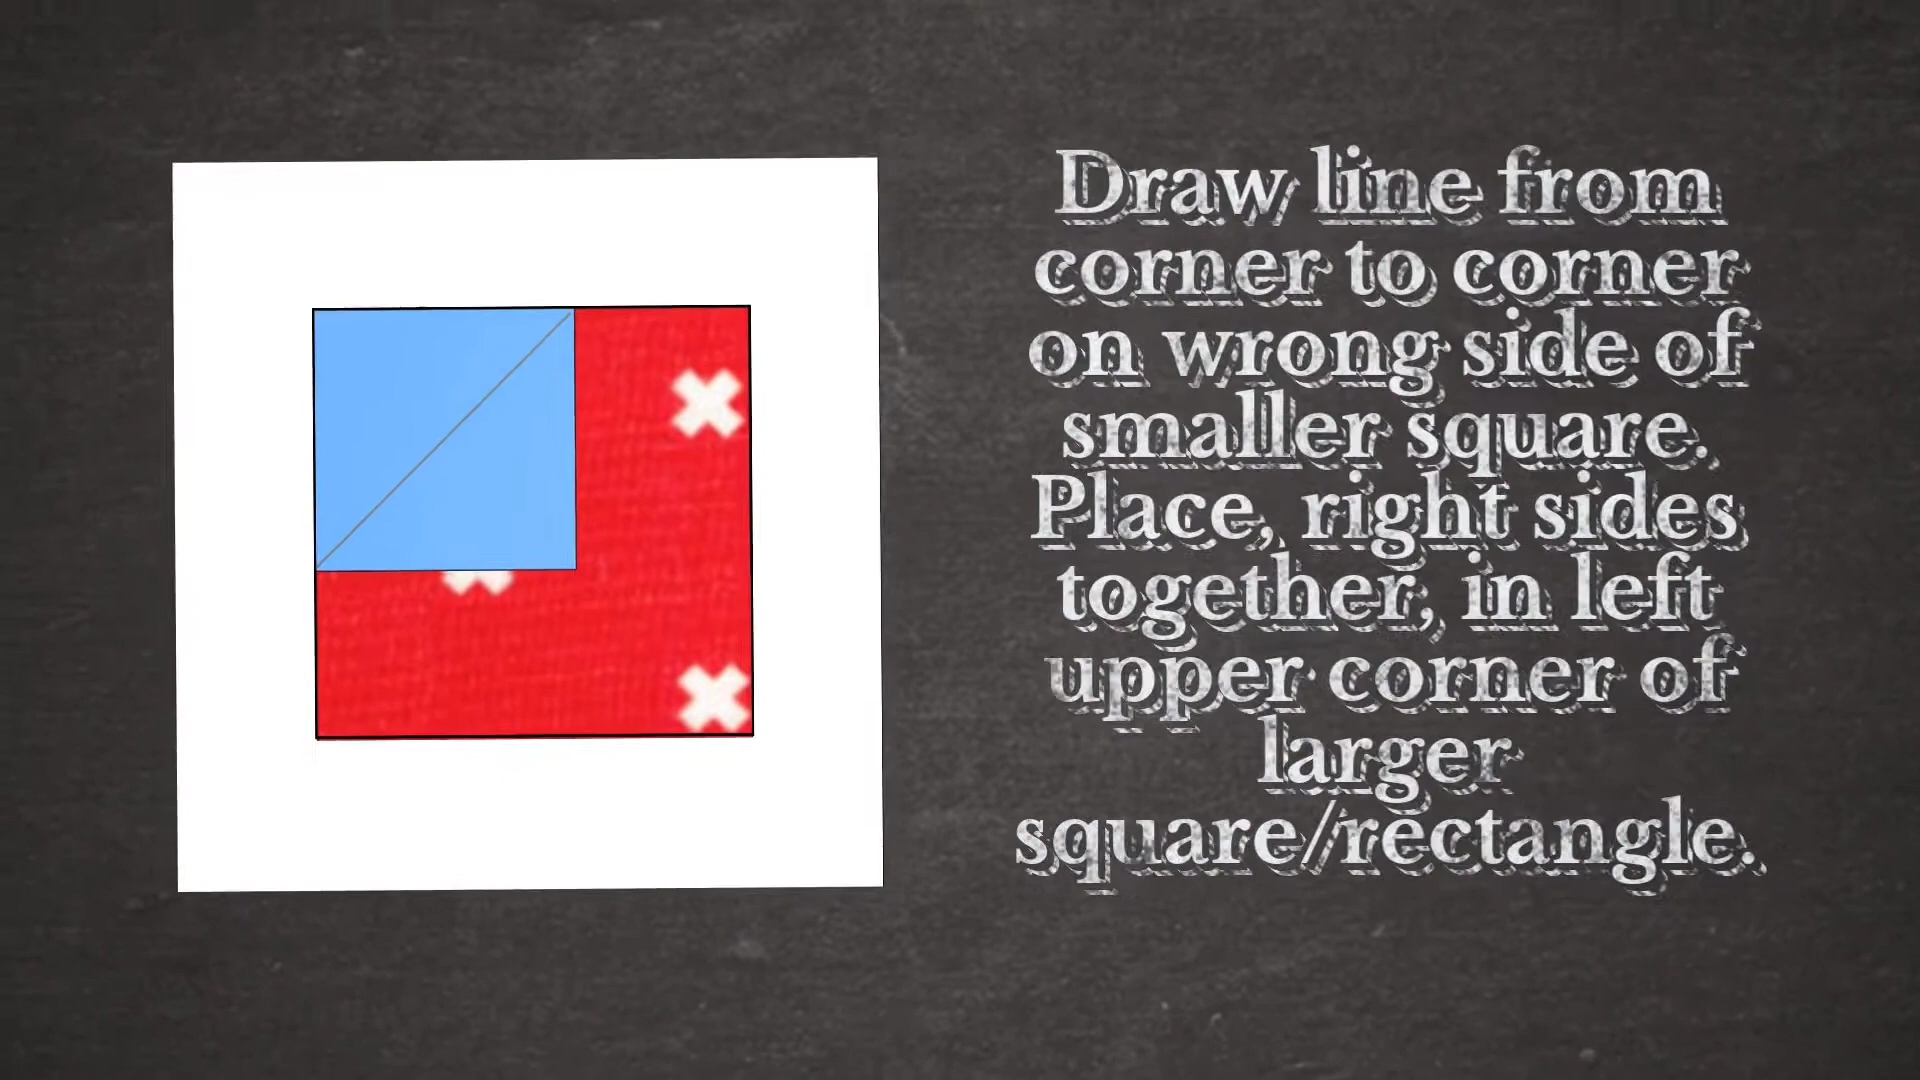 Draw line from
corner to corner
on wrong side of
smaller square.
Place, right sides
together, in left
upper corner of
larger
square/rectangle.